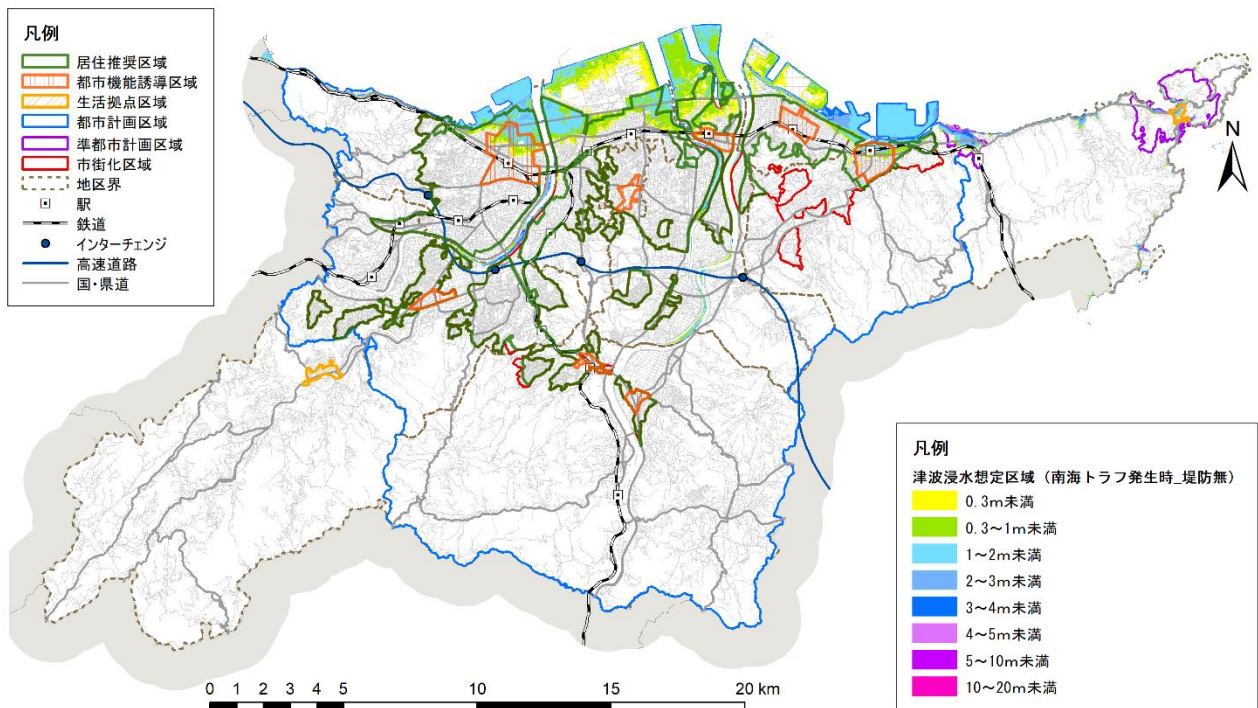 凡例
居住推奨区域
都市機能誘導区域
生活拠点区域
都市計画区域
準都市計画区域
市街化区域
地区界
駅
鉄道
インターチェンジ
高速道路
国・県道
N
凡例
津波浸水想定区域（南海トラフ発生時_堤防無）
0.3m未満
0.3~1m未満
1~2m未満
2~3m未満
3~4m未満
4~5m未満
5~10m未満
10~20m未満
0 1 2 3 4 5 10 15 20 km